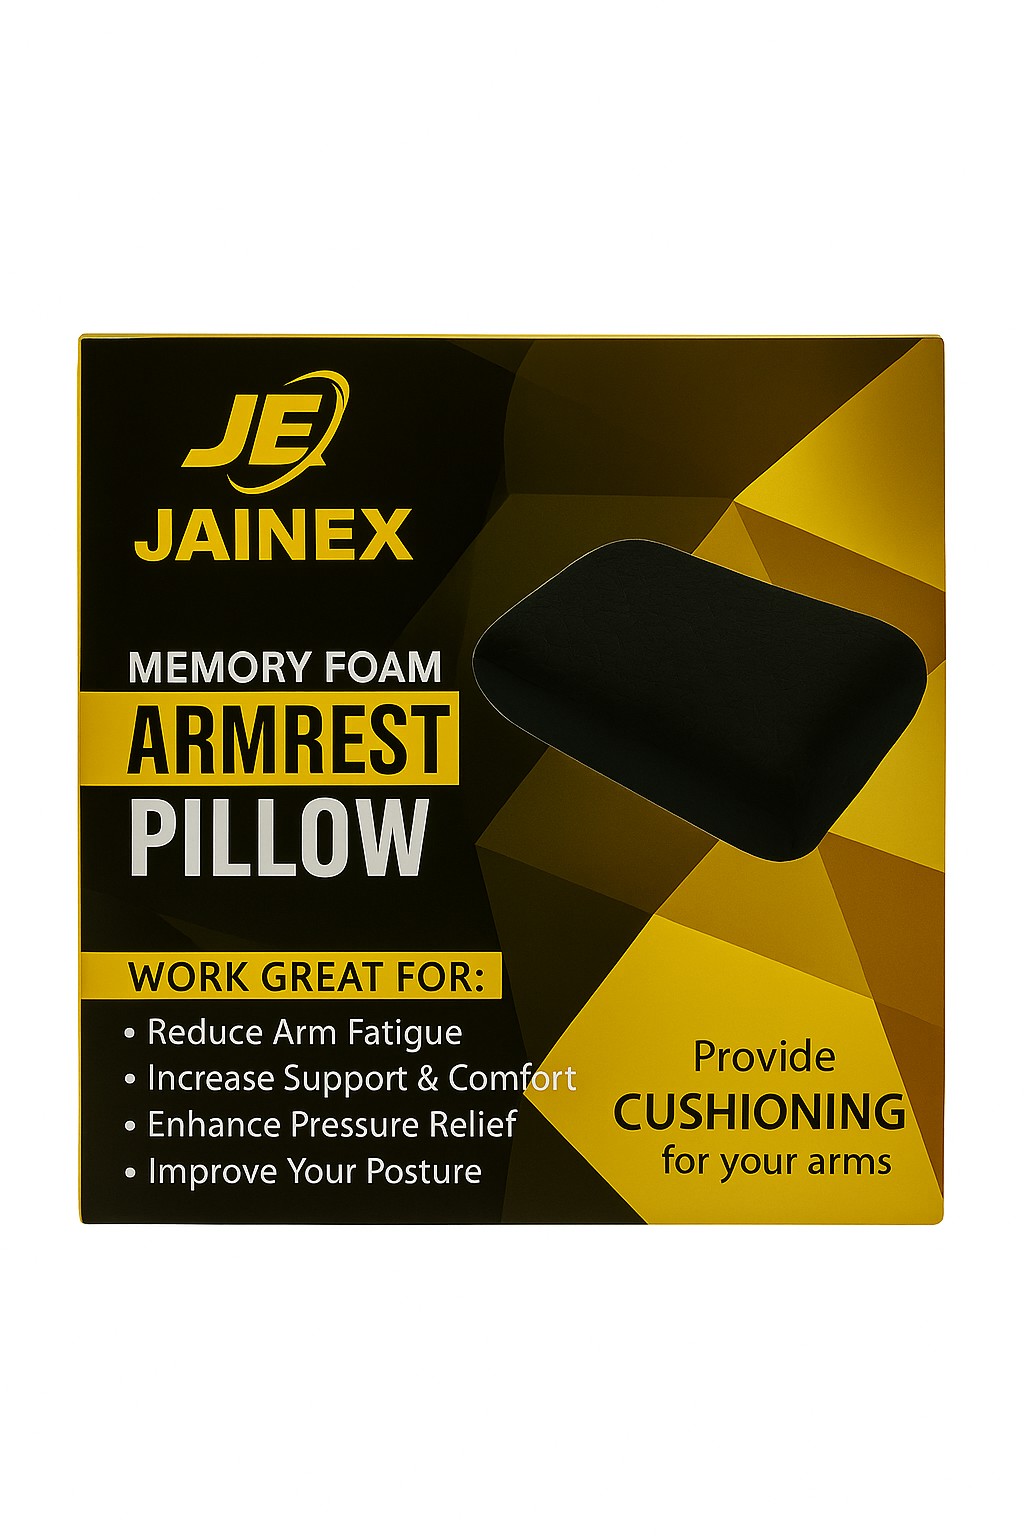 JE
JAINEX
MEMORY FOAM
ARMREST
PILLOW
WORK GREAT FOR:
• Reduce Arm Fatigue
• Increase Support & Comfort
• Enhance Pressure Relief
• Improve Your Posture
Provide
CUSHIONING
for your arms